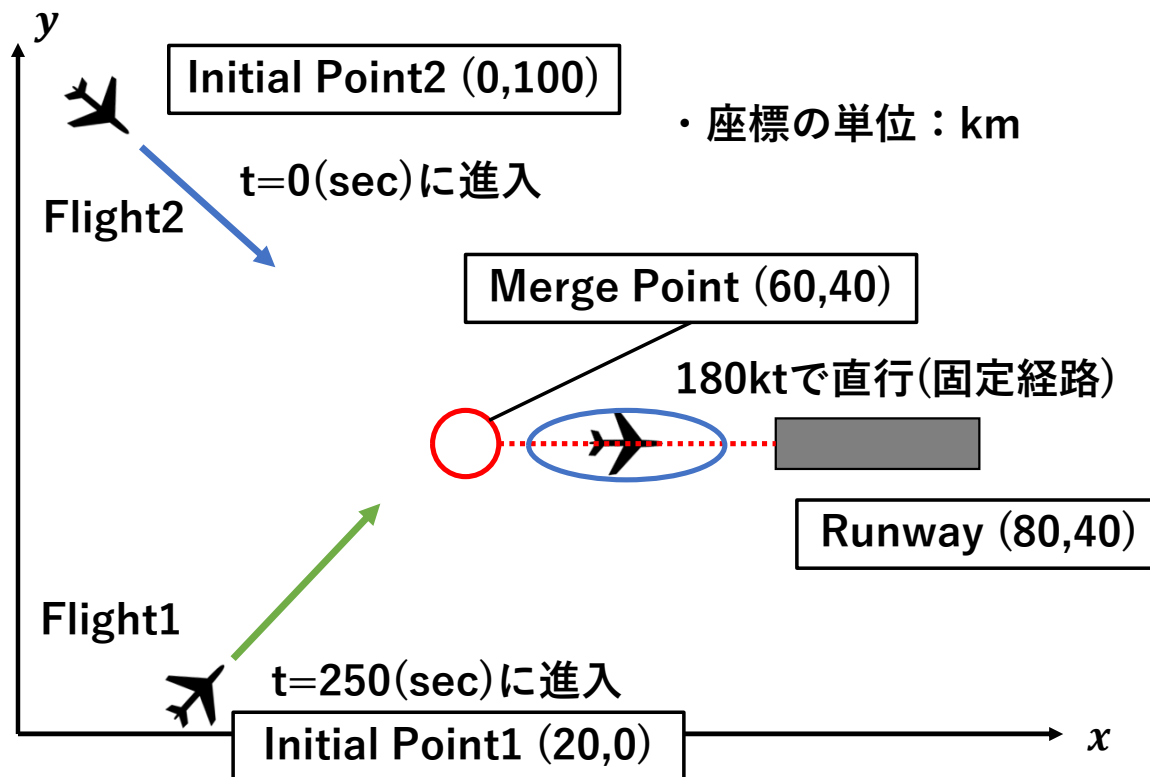 y
Initial Point2 (0,100)
・座標の単位：km
t=0(sec)に進入
Flight2
Merge Point (60,40)
180ktで直行(固定経路)
Runway (80,40)
Flight1
t=250(sec)に進入
Initial Point1 (20,0)
x